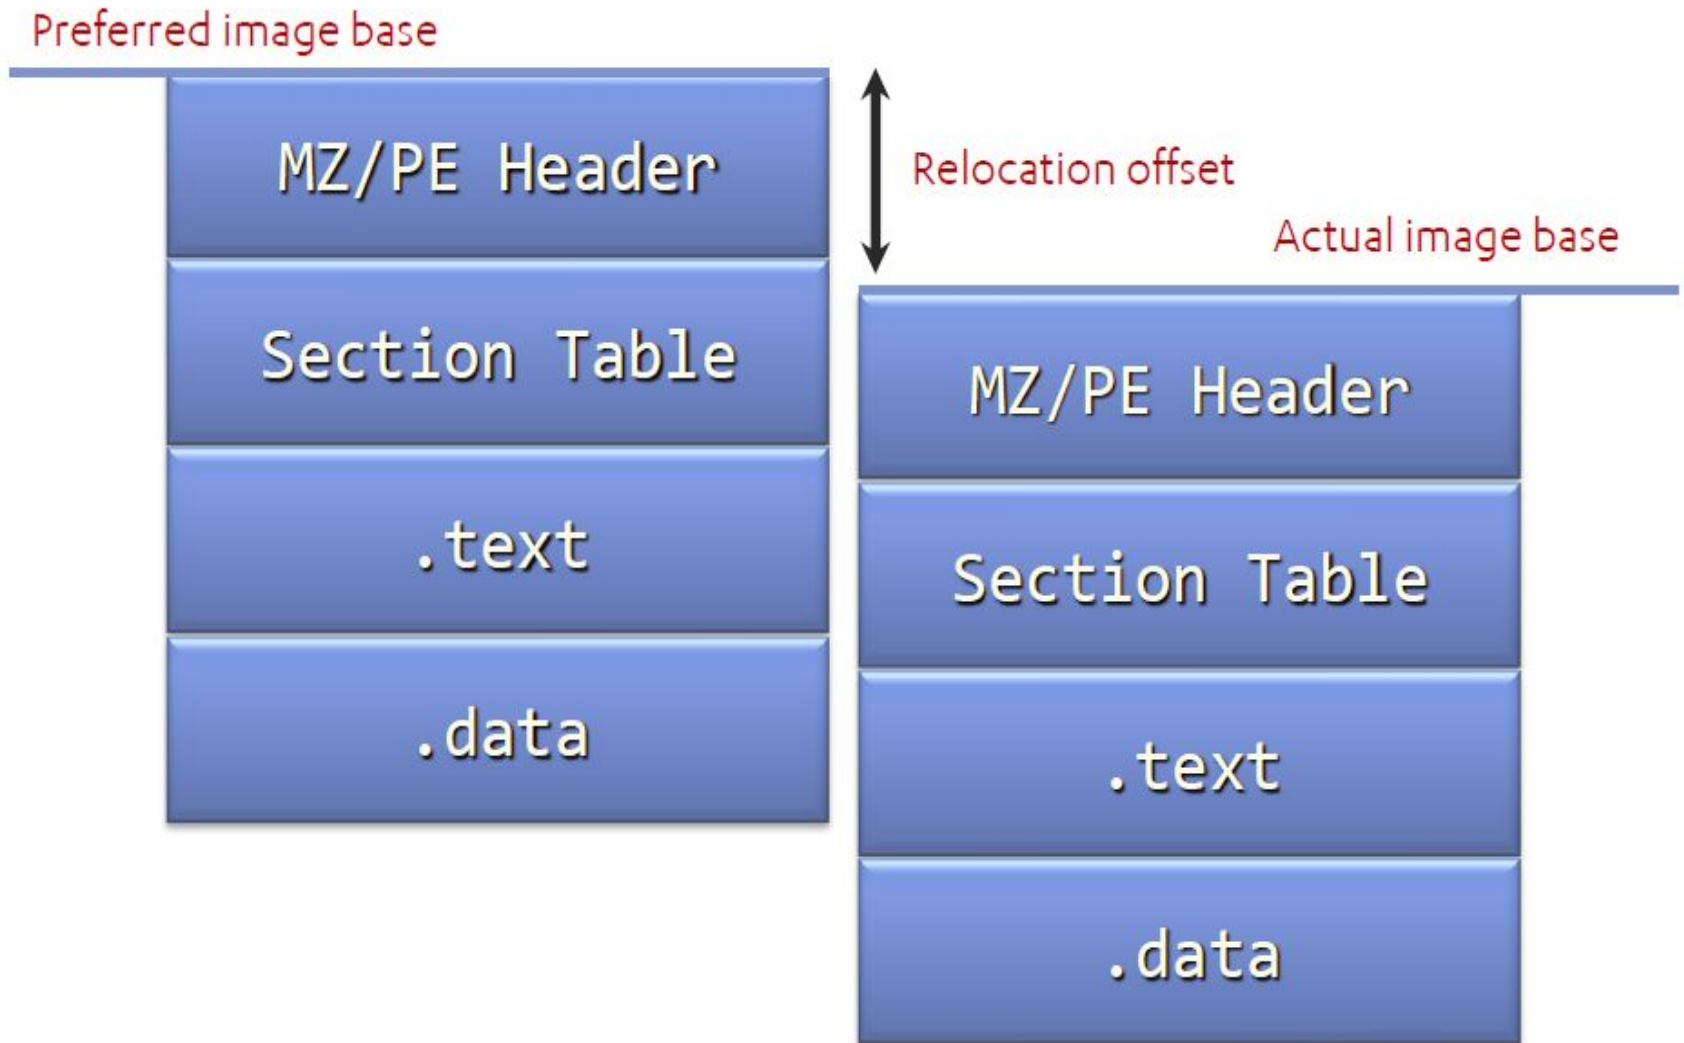 Preferred image base
MZ/PE Header
Section Table
.text
.data
Relocation offset
Actual image base
MZ/PE Header
Section Table
.text
.data